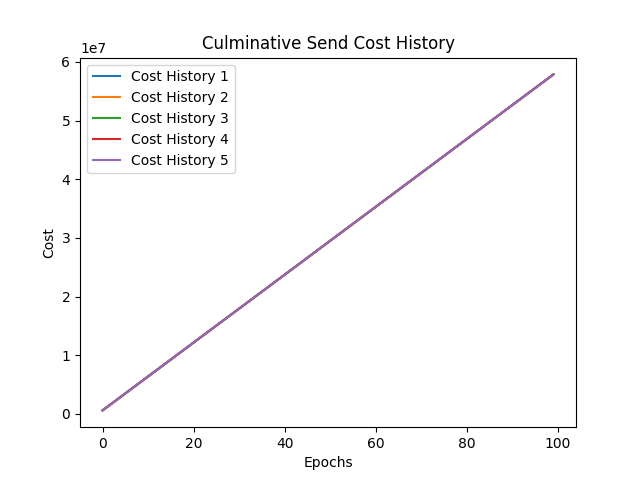 Culminative Send Cost History
1e7
6
5
4
3
2
1
0
Cost
Cost History 1
Cost History 2
Cost History 3
Cost History 4
Cost History 5
0 20 40 60 80 100
Epochs